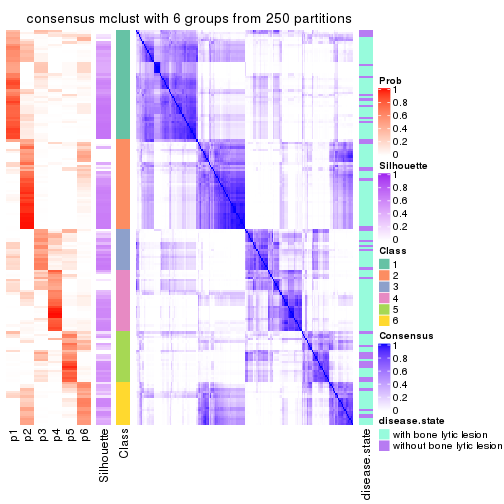 consensus mclust with 6 groups from 250 partitions
Prob
1
0.8
0.6
0.4
0.2
0
Silhouette
1
0.8
0.6
0.4
0.2
0
Class
1
2
3
4
5
6
Consensus
1
0.8
0.6
0.4
0.2
0
disease.state
with bone lytic lesion
without bone lytic lesion
p1
p2
p3
p4
p5
p6
Silhouette
Class
disease.state